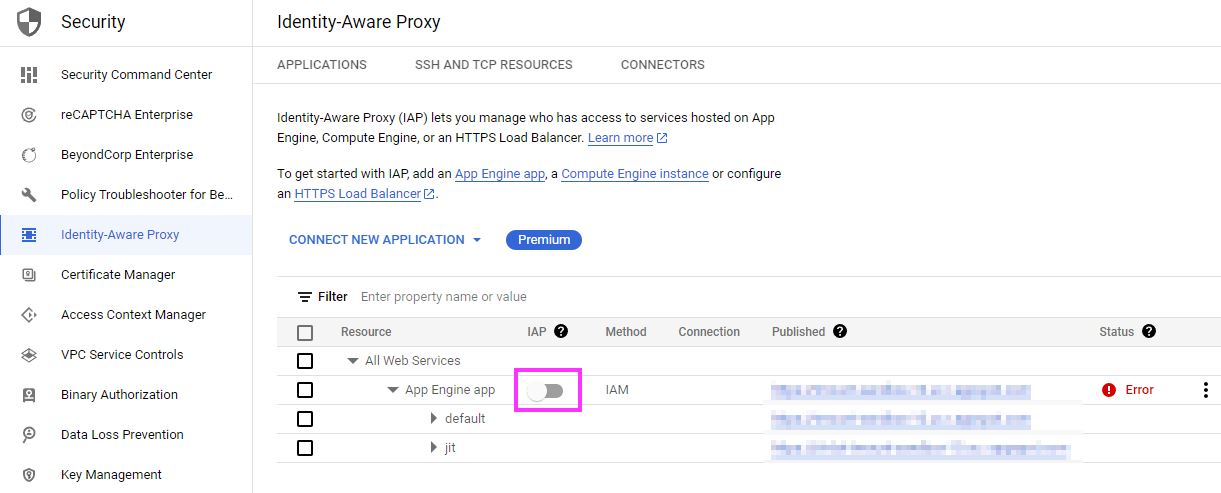 Security
Identity-Aware Proxy
Security Command Center
reCAPTCHA Enterprise
BeyondCorp Enterprise
Policy Troubleshooter for Be...
Identity-Aware Proxy
Certificate Manager
Access Context Manager
VPC Service Controls
Binary Authorization
Data Loss Prevention
Key Management
APPLICATIONS SSH AND TCP RESOURCES CONNECTORS
Identity-Aware Proxy (IAP) lets you manage who has access to services hosted on App
Engine, Compute Engine, or an HTTPS Load Balancer. Learn more
To get started with IAP, add an App Engine app, a Compute Engine instance or configure
an HTTPS Load Balancer.
CONNECT NEW APPLICATION Premium
Filter Enter property name or value
Resource IAP Method Connection Published Status
All Web Services
App Engine app IAM Error
default
jit